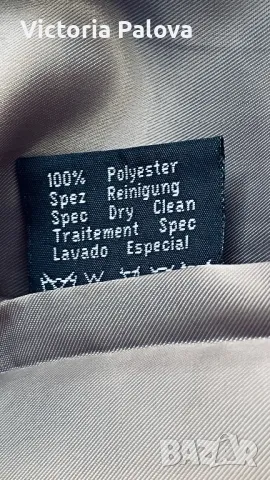 Victoria Palova
100% Polyester
Spez Reinigung
Spec Dry Clean
Traitement Spec
Lavado Especial
BAZAR